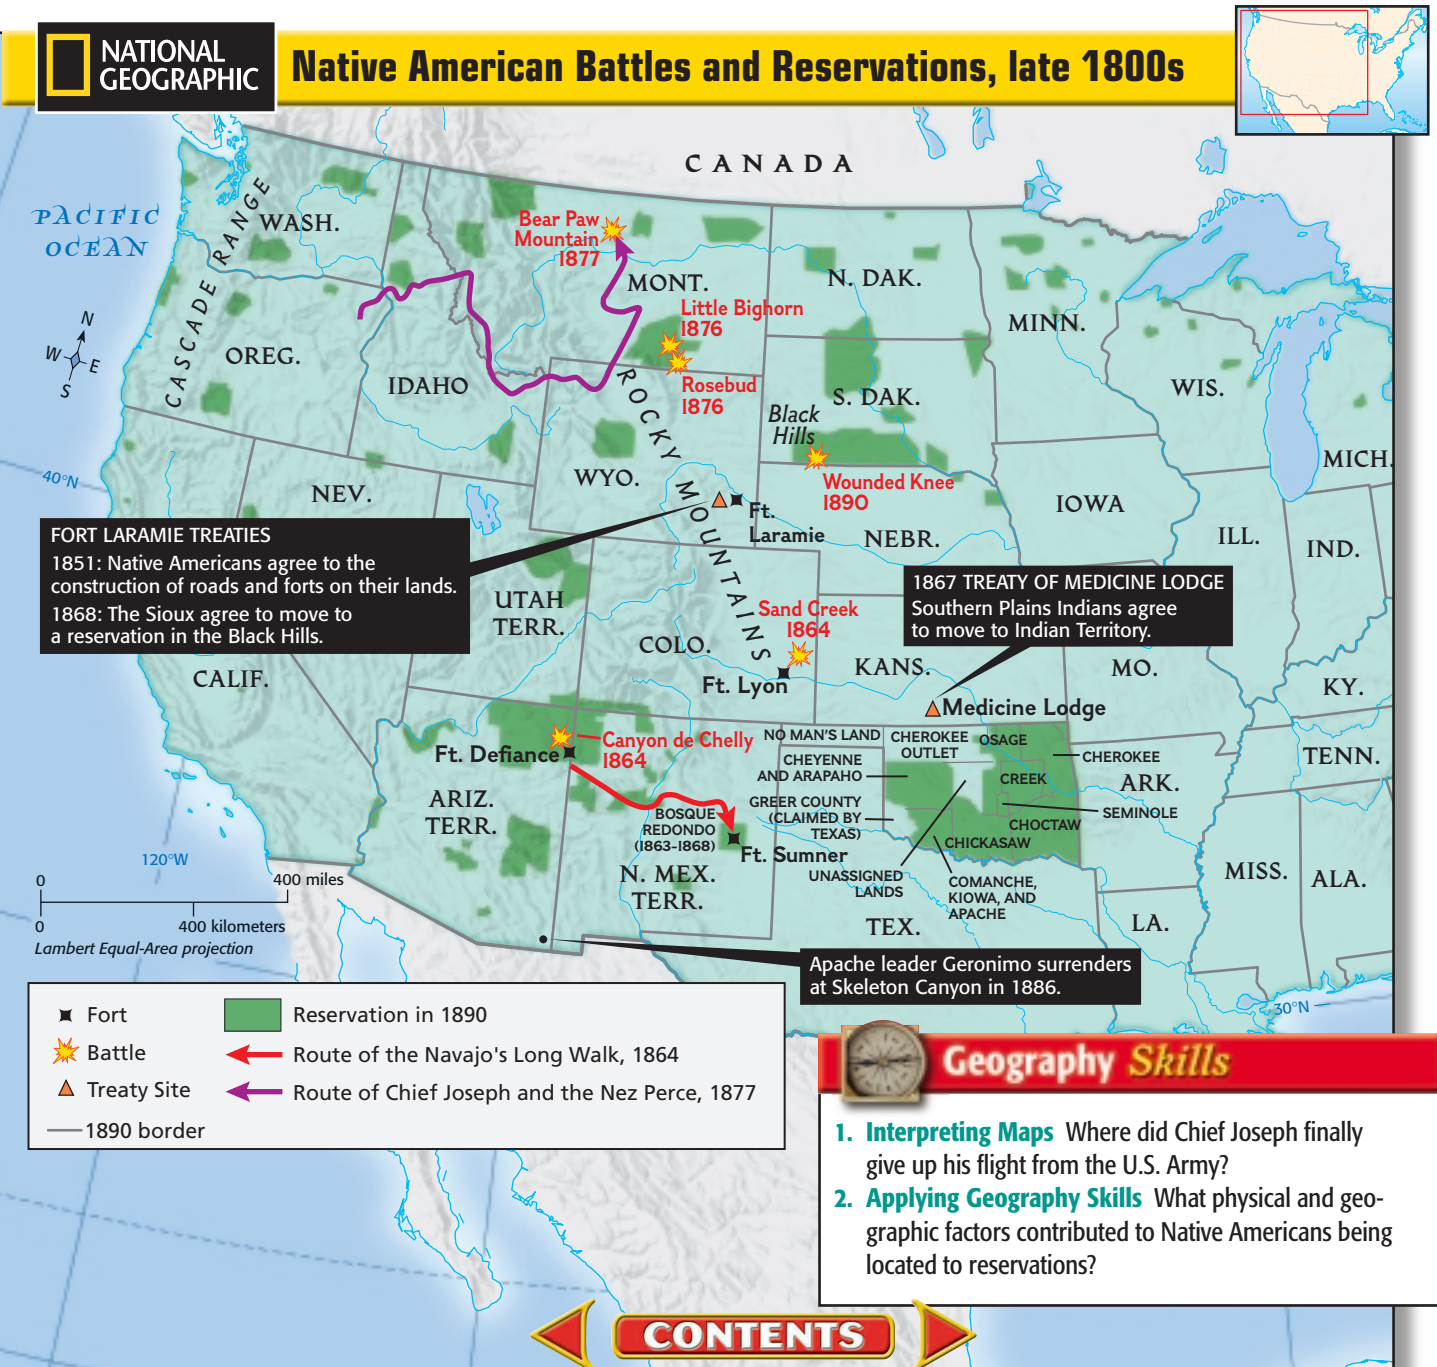 NATIONAL
GEOGRAPHIC
Native American Battles and Reservations, late 1800s
CANADA
PACIFIC
OCEAN
CASCADE RANGE
WASH.
Bear Paw
Mountain
1877
MONT.
N. DAK.
MINN.
Little Bighorn
1876
N
W
E
S
OREG.
IDAHO
Rosebud
1876
ROCKY MOUNTAINS
S. DAK.
WIS.
Black
Hills
MICH.
40°N
NEV.
WYO.
Wounded Knee
1890
IOWA
Ft.
Laramie
NEBR.
ILL.
IND.
FORT LARAMIE TREATIES
1851: Native Americans agree to the
construction of roads and forts on their lands.
1868: The Sioux agree to move to
a reservation in the Black Hills.
1867 TREATY OF MEDICINE LODGE
Southern Plains Indians agree
to move to Indian Territory.
UTAH
TERR.
Sand Creek
1864
COLO.
CALIF.
Ft. Lyon
KANS.
MO.
KY.
Medicine Lodge
Ft. Defiance
Canyon de Chelly
1864
NO MAN'S LAND
CHEROKEE
OUTLET
OSAGE
CHEROKEE
TENN.
CHEYENNE
AND ARAPAHO
CREEK
ARK.
ARIZ.
TERR.
BOSQUE
REDONDO
(1863-1868)
GREER COUNTY
(CLAIMED BY
TEXAS)
SEMINOLE
CHOCTAW
CHICKASAW
Ft. Sumner
N. MEX.
TERR.
UNASSIGNED
LANDS
COMANCHE,
KIOWA, AND
APACHE
MISS.
ALA.
TEX.
LA.
120°W
0
400 miles
0
400 kilometers
Lambert Equal-Area projection
Apache leader Geronimo surrenders
at Skeleton Canyon in 1886.
30°N
Fort
Reservation in 1890
Battle
Route of the Navajo's Long Walk, 1864
Treaty Site
Route of Chief Joseph and the Nez Perce, 1877
1890 border
Geography Skills
1. Interpreting Maps Where did Chief Joseph finally
give up his flight from the U.S. Army?
2. Applying Geography Skills What physical and geo-
graphic factors contributed to Native Americans being
located to reservations?
CONTENTS